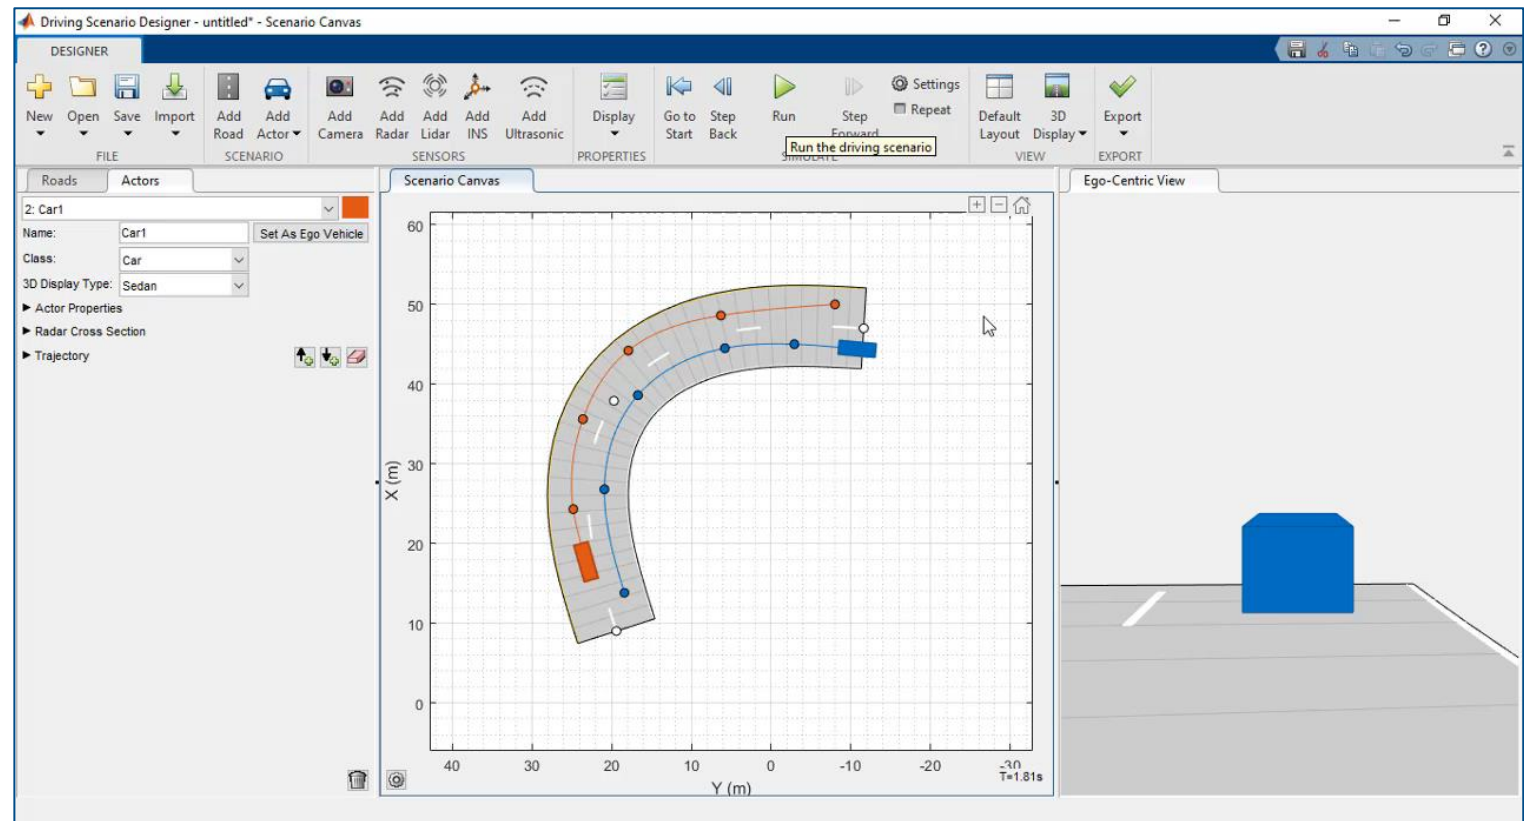 Driving Scenario Designer - untitled* - Scenario Canvas
DESIGNER
New Open Save Import Add Road Add Actor Add Camera Add Radar Add Lidar Add INS Add Ultrasonic Display Go to Start Step Back Run Step Forward Settings Repeat Default Layout 3D Display Export
Run the driving scenario
FILE SCENARIO SENSORS PROPERTIES SIMULATE VIEW EXPORT
Roads Actors Scenario Canvas Ego-Centric View
2: Car1
Name: Car1 Set As Ego Vehicle
Class: Car
3D Display Type: Sedan
Actor Properties
Radar Cross Section
Trajectory
60
50
40
30
20
10
0
X (m)
40 30 20 10 0 -10 -20 -30
T=1.81s
Y (m)